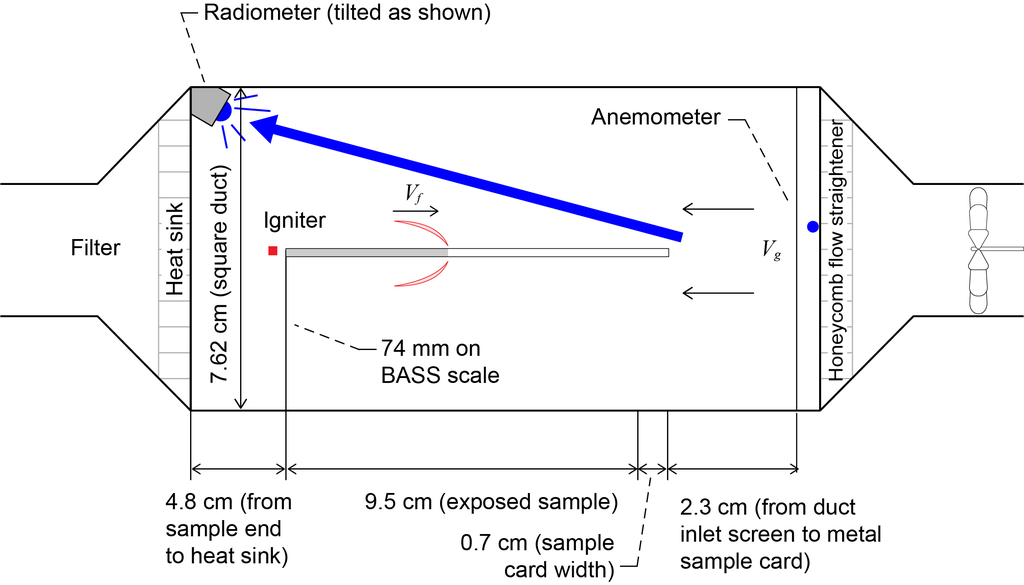 Radiometer (tilted as shown)
Anemometer
V_f
Igniter
Filter
Heat sink
7.62 cm (square duct)
V_g
Honeycomb flow straightener
74 mm on
BASS scale
4.8 cm (from
sample end
to heat sink)
9.5 cm (exposed sample)
0.7 cm (sample
card width)
2.3 cm (from duct
inlet screen to metal
sample card)